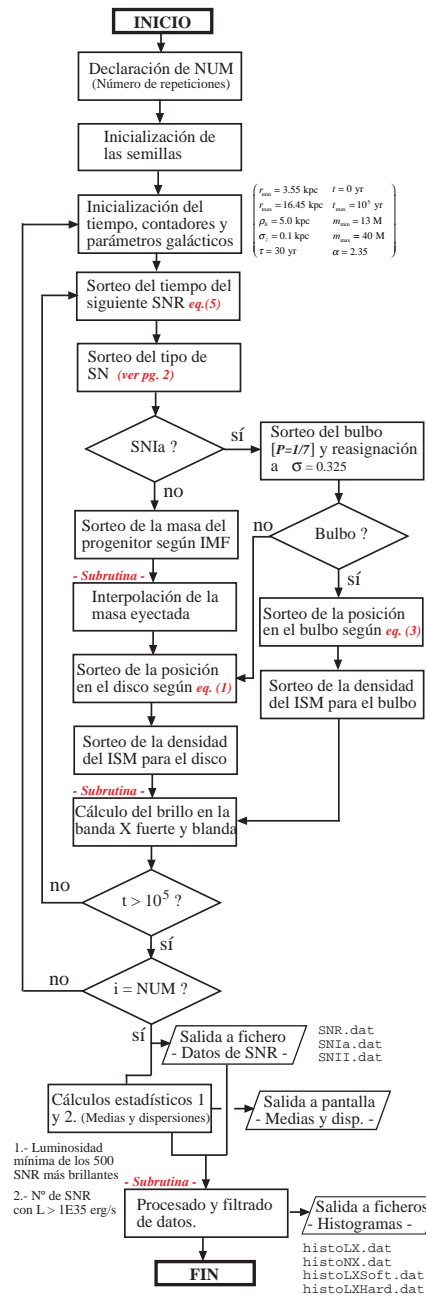 INICIO
Declaración de NUM
(Número de repeticiones)
Inicialización de
las semillas
Inicialización del
tiempo, contadores y
parámetros galácticos
r_min = 3.55 kpc t = 0 yr
r_max = 16.45 kpc t_max = 10^5 yr
ρ_h = 5.0 kpc m_min = 13 M
σ_z = 0.1 kpc m_max = 40 M
τ = 30 yr α = 2.35
Sorteo del tiempo del
siguiente SNR eq.(5)
Sorteo del tipo de
SN (ver pg. 2)
SNIa ?
sí
Sorteo del bulbo
[P=1/7] y reasignación
a σ = 0.325
no
Sorteo de la masa del
progenitor según IMF
no
Bulbo ?
sí
- Subrutina -
Interpolación de la
masa eyectada
Sorteo de la posición
en el bulbo según eq. (3)
Sorteo de la posición
en el disco según eq. (1)
Sorteo de la densidad
del ISM para el bulbo
Sorteo de la densidad
del ISM para el disco
- Subrutina -
Cálculo del brillo en la
banda X fuerte y blanda
no
t > 10^5 ?
sí
no
i = NUM ?
sí
Salida a fichero
- Datos de SNR -
SNR.dat
SNIa.dat
SNII.dat
Cálculos estadísticos 1
y 2. (Medias y dispersiones)
Salida a pantalla
- Medias y disp. -
1.- Luminosidad
mínima de los 500
SNR más brillantes
2.- Nº de SNR
con L > 1E35 erg/s
- Subrutina -
Procesado y filtrado
de datos.
Salida a ficheros
- Histogramas -
histoLX.dat
histoNX.dat
histoLXSoft.dat
histoLXHard.dat
FIN